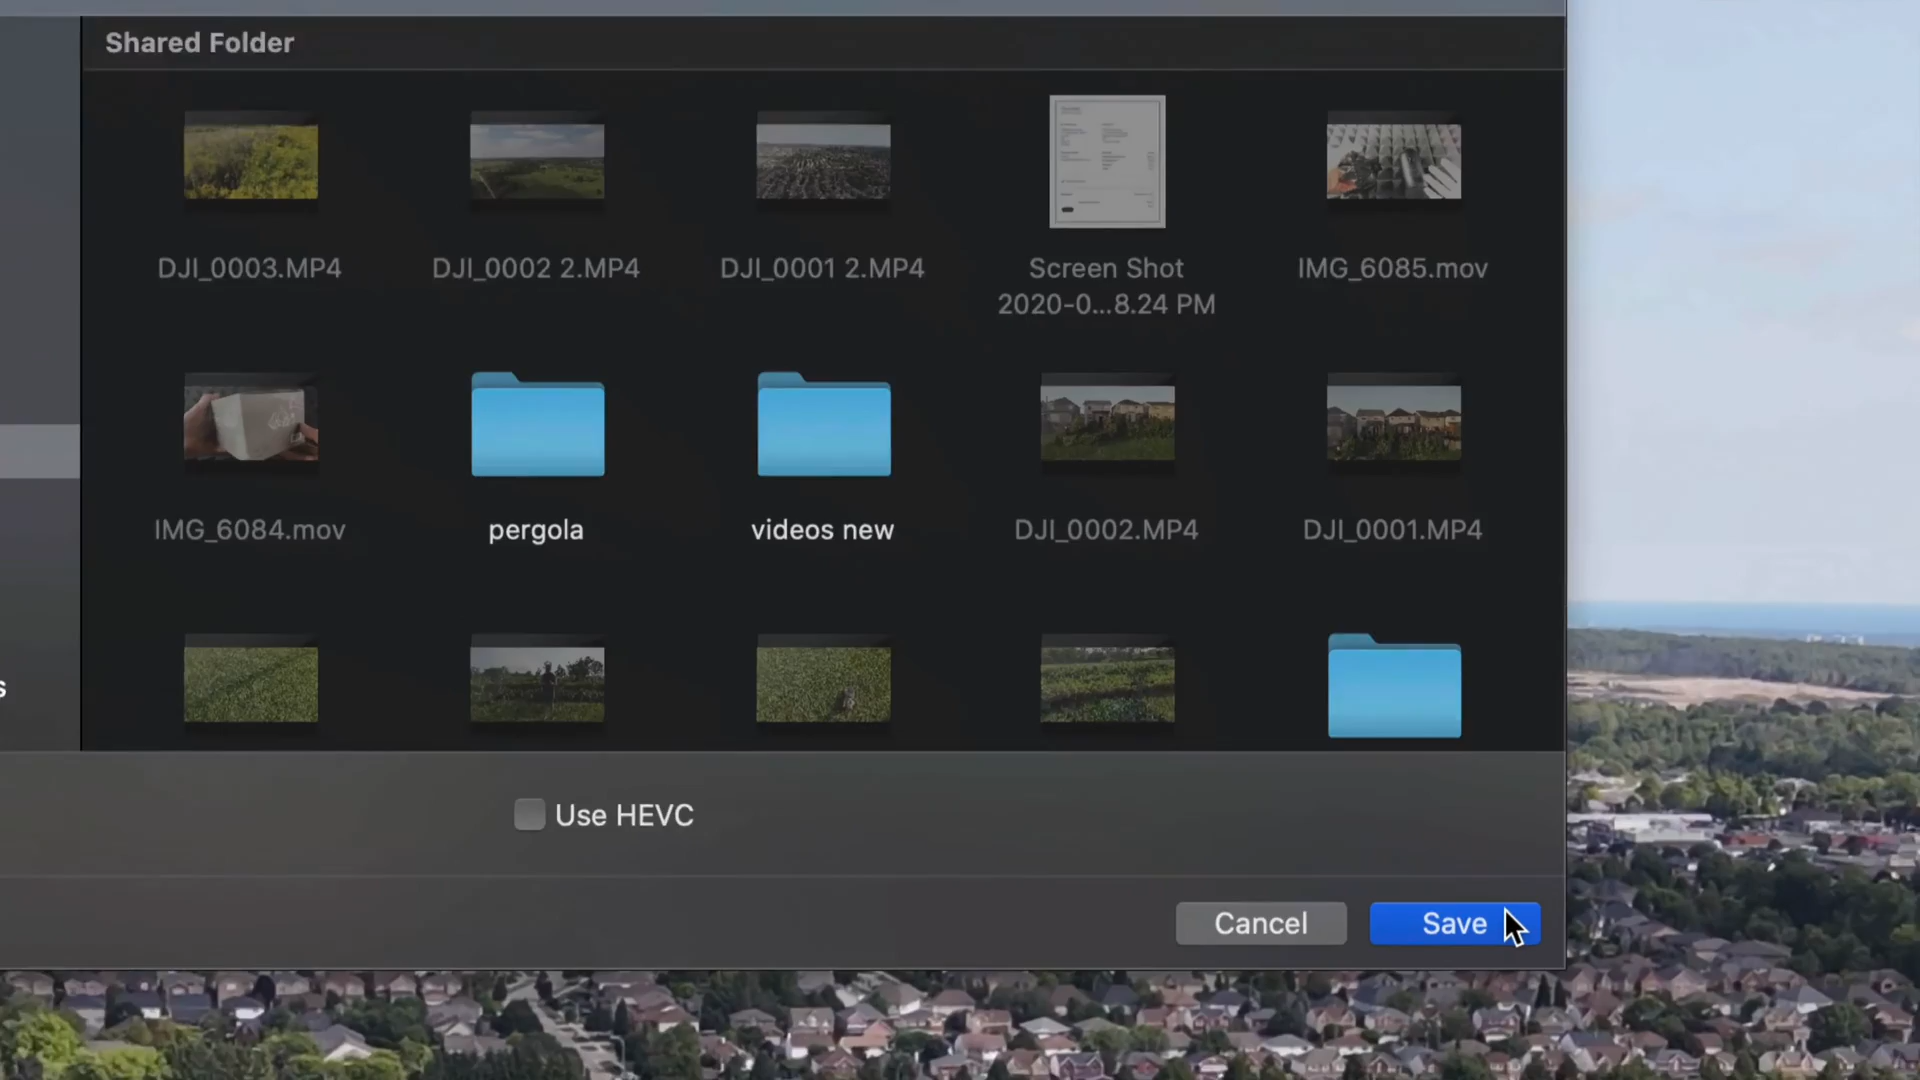 Shared Folder
DJI_0003.MP4
DJI_0002 2.MP4
DJI_0001 2.MP4
Screen Shot
2020-0...8.24 PM
IMG_6085.mov
IMG_6084.mov
pergola
videos new
DJI_0002.MP4
DJI_0001.MP4
s
Use HEVC
Cancel
Save